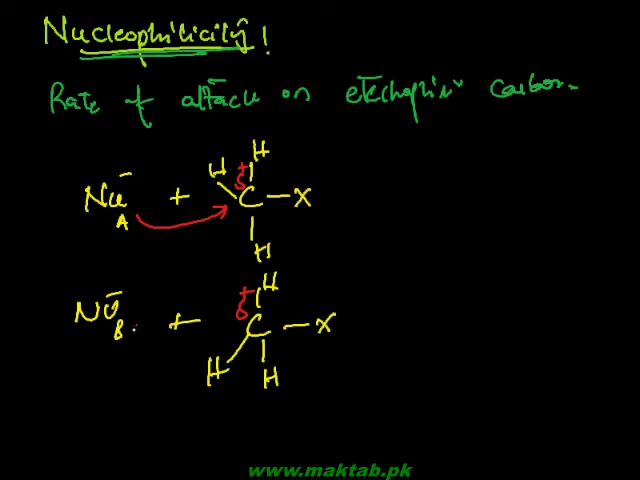 Nucleophilicity!
Rate of attack on electrophilic carbon-
H
H δ+
Nu⁻ A + C — X
H
δ+ H
Nu⁻ B + C — X
H H
www.maktab.pk